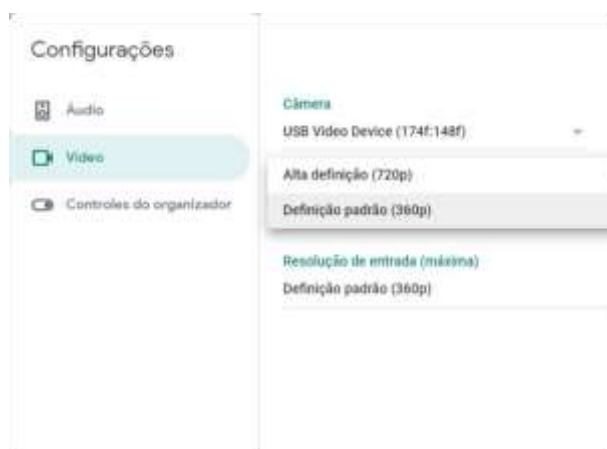 Configurações
Áudio
Vídeo
Controles do organizador
Câmera
USB Video Device (174f:148f)
Alta definição (720p)
Definição padrão (360p)
Resolução de entrada (máxima)
Definição padrão (360p)